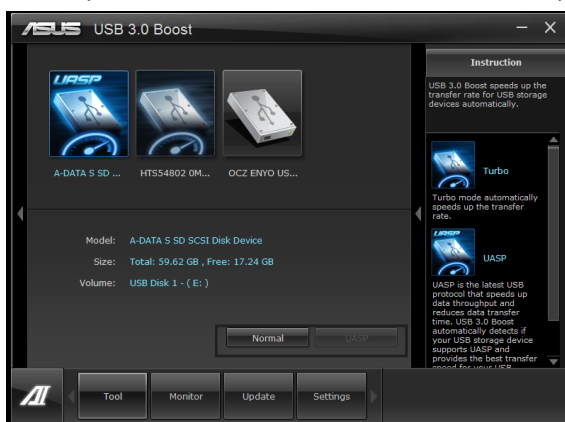 ASUS USB 3.0 Boost
Instruction
USB 3.0 Boost speeds up the
transfer rate for USB storage
devices automatically.
UASP
A-DATA S SD ...
HTS54802 0M...
OCZ ENYO US...
Turbo
Turbo mode automatically
speeds up the transfer
rate.
UASP
UASP
UASP is the latest USB
protocol that speeds up
data throughput and
reduces data transfer
time. USB 3.0 Boost
automatically detects if
your USB storage device
supports UASP and
provides the best transfer
speed for your USB
Model: A-DATA S SD SCSI Disk Device
Size: Total: 59.62 GB , Free: 17.24 GB
Volume: USB Disk 1 - ( E: )
Normal
UASP
Tool
Monitor
Update
Settings